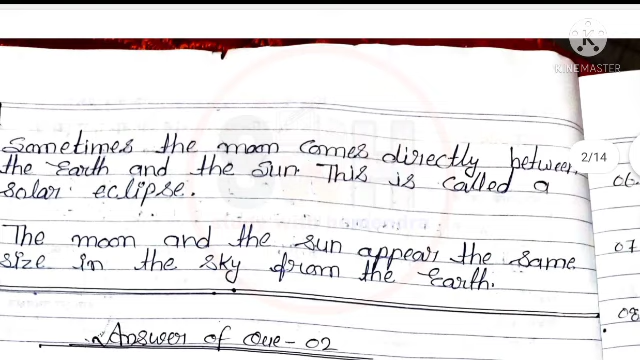 KINEMASTER
Sometimes the moon comes directly between
2/14
the Earth and the sun This is called a
solar eclipse.
06.
The moon and the sun appear the same
07
size in the sky from the Earth.
08
Answer of Que-02